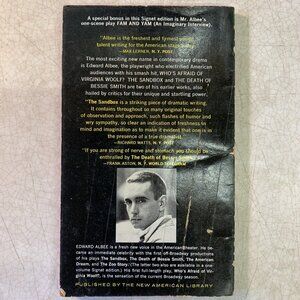 A special bonus in this Signet edition is Mr. Albee's
one-scene play FAM AND YAM (An Imaginary Interview).
"Albee is the freshest and
talent writing for the American stage
—MAX LERNER, N.Y. POST
The most exciting new name in contemporary drama
is Edward Albee, the playwright who electrified American
audiences with his smash hit, WHO'S AFRAID OF
VIRGINIA WOOLF? THE SANDBOX and THE DEATH OF
BESSIE SMITH are two of his earlier works, also
hailed by critics for their unique and startling power.
"The Sandbox is a striking piece of dramatic writing.
It contains throughout so many original touches
of observation and approach, such flashes of humor and
wry sympathy, so clear an indication of freshness in
mind and imagination as to make it evident that one is in
the presence of a true dramatist."
—RICHARD WATTS, N.Y. POST
"If you are strong of nerve and stomach you should be
enthralled by The Death of Bessie Smith."
—FRANK ASTON, N.Y. WORLD-TELEGRAM
EDWARD ALBEE is a fresh new voice in the American theater. He be-
came an immediate celebrity with the first off-Broadway productions
of his plays The Sandbox, The Death of Bessie Smith, The American
Dream, and The Zoo Story. (The latter two also are available in a one
volume Signet edition.) His first full-length play, Who's Afraid of Virginia
Woolf?, is the sensation of the current Broadway season.
PUBLISHED BY THE NEW AMERICAN LIBRARY